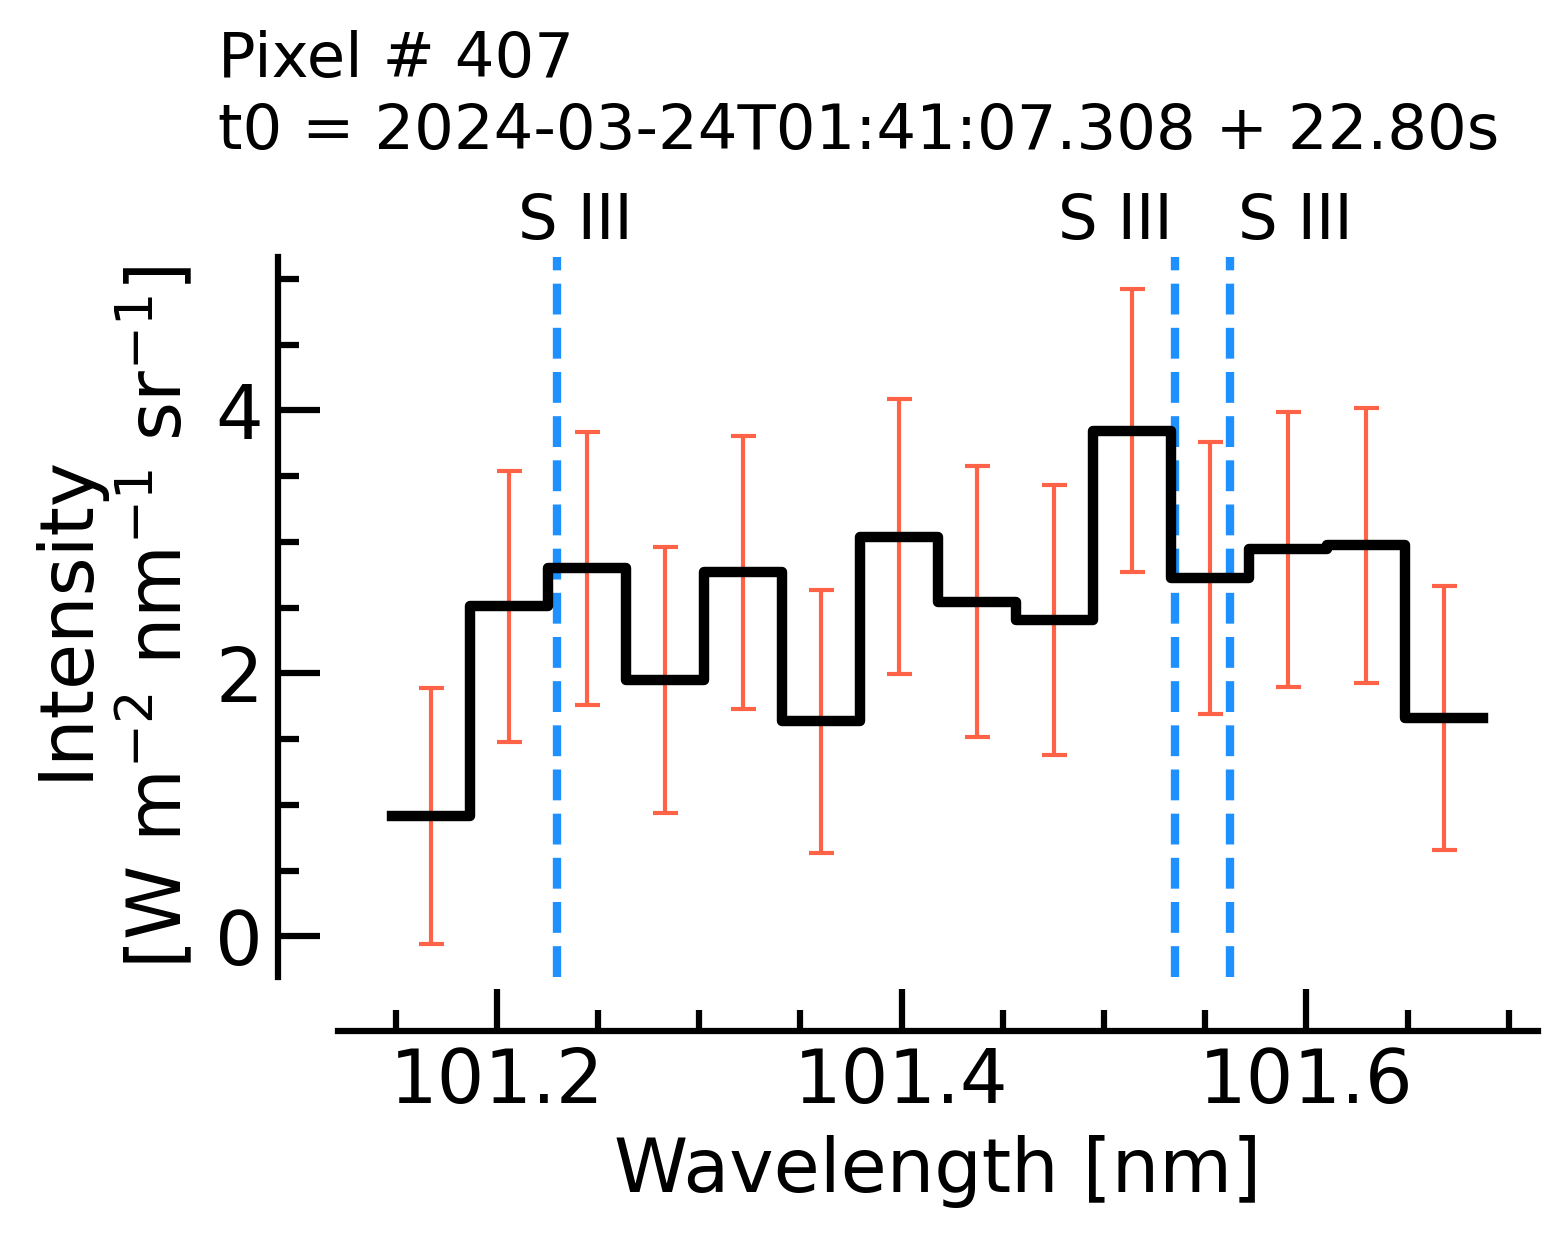 Pixel # 407
t0 = 2024-03-24T01:41:07.308 + 22.80s
S III S III S III
Intensity
[W m⁻² nm⁻¹ sr⁻¹]
4
2
0
101.2 101.4 101.6
Wavelength [nm]